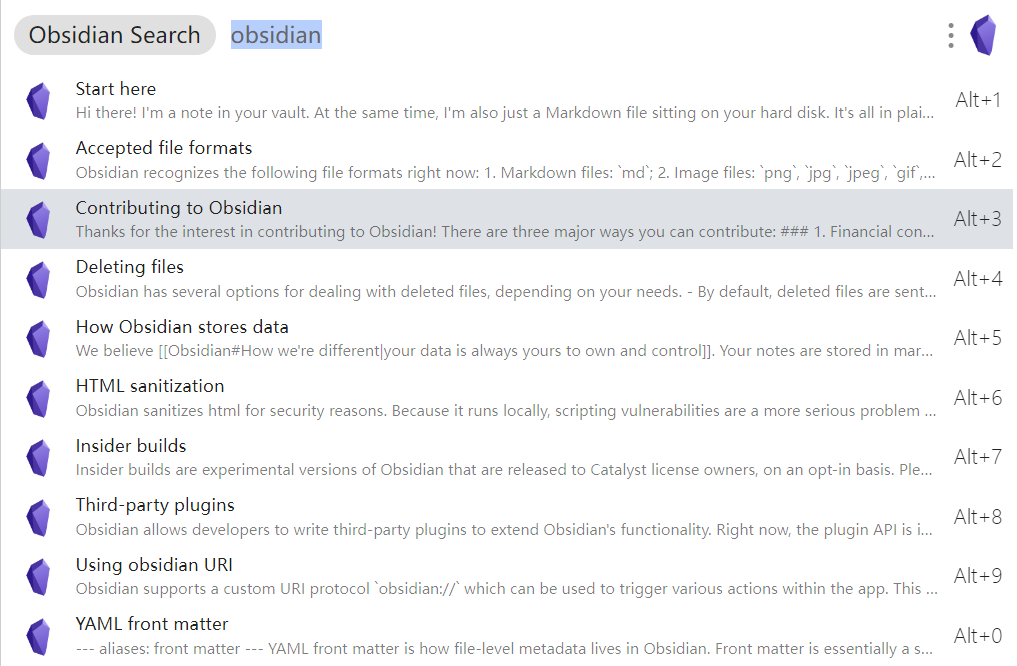 Obsidian Search obsidian
Start here
Hi there! I'm a note in your vault. At the same time, I'm also just a Markdown file sitting on your hard disk. It's all in plai...
Alt+1
Accepted file formats
Obsidian recognizes the following file formats right now: 1. Markdown files: `md`; 2. Image files: `png`, `jpg`, `jpeg`, `gif`,...
Alt+2
Contributing to Obsidian
Thanks for the interest in contributing to Obsidian! There are three major ways you can contribute: ### 1. Financial con...
Alt+3
Deleting files
Obsidian has several options for dealing with deleted files, depending on your needs. - By default, deleted files are sent...
Alt+4
How Obsidian stores data
We believe [[Obsidian#How we're different|your data is always yours to own and control]]. Your notes are stored in mar...
Alt+5
HTML sanitization
Obsidian sanitizes html for security reasons. Because it runs locally, scripting vulnerabilities are a more serious problem ...
Alt+6
Insider builds
Insider builds are experimental versions of Obsidian that are released to Catalyst license owners, on an opt-in basis. Ple...
Alt+7
Third-party plugins
Obsidian allows developers to write third-party plugins to extend Obsidian's functionality. Right now, the plugin API is i...
Alt+8
Using obsidian URI
Obsidian supports a custom URI protocol `obsidian://` which can be used to trigger various actions within the app. This ...
Alt+9
YAML front matter
--- aliases: front matter --- YAML front matter is how file-level metadata lives in Obsidian. Front matter is essentially a s...
Alt+0